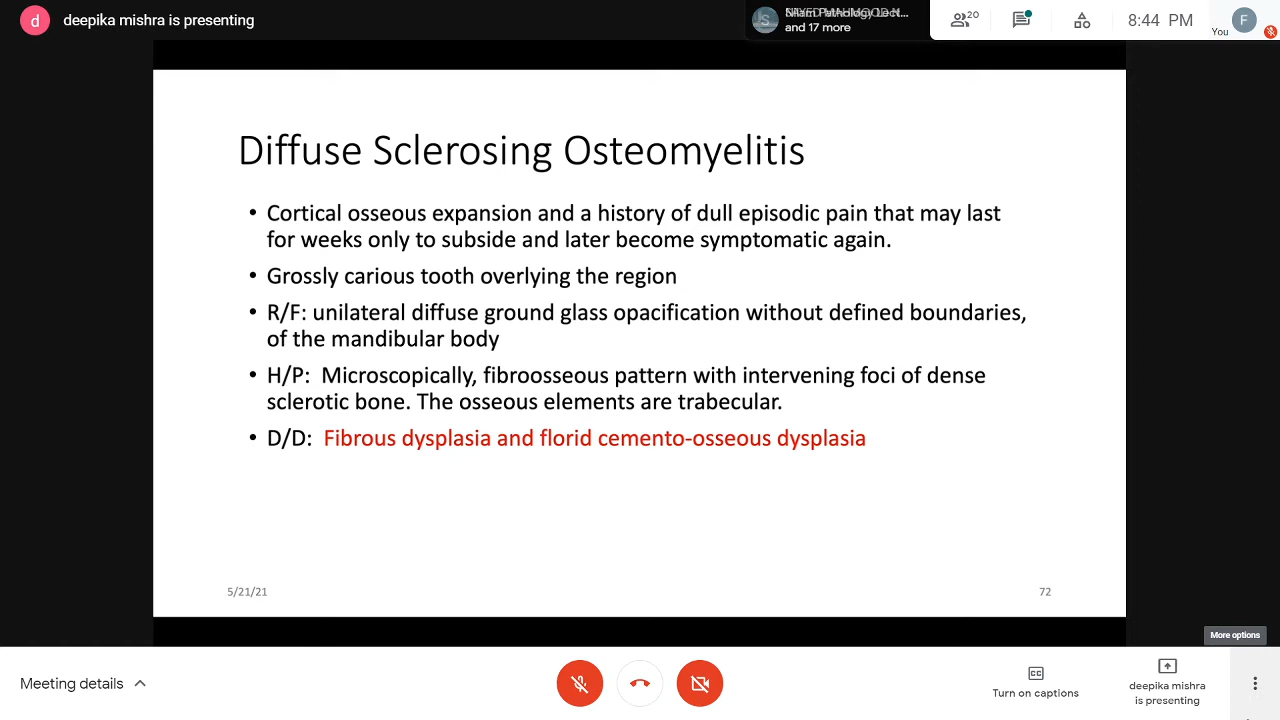 d deepika mishra is presenting
S
and 17 more
20
8:44 PM
You
F
Diffuse Sclerosing Osteomyelitis
• Cortical osseous expansion and a history of dull episodic pain that may last
for weeks only to subside and later become symptomatic again.
• Grossly carious tooth overlying the region
• R/F: unilateral diffuse ground glass opacification without defined boundaries,
of the mandibular body
• H/P: Microscopically, fibroosseous pattern with intervening foci of dense
sclerotic bone. The osseous elements are trabecular.
• D/D: Fibrous dysplasia and florid cemento-osseous dysplasia
5/21/21
72
More options
Meeting details
Turn on captions
deepika mishra
is presenting